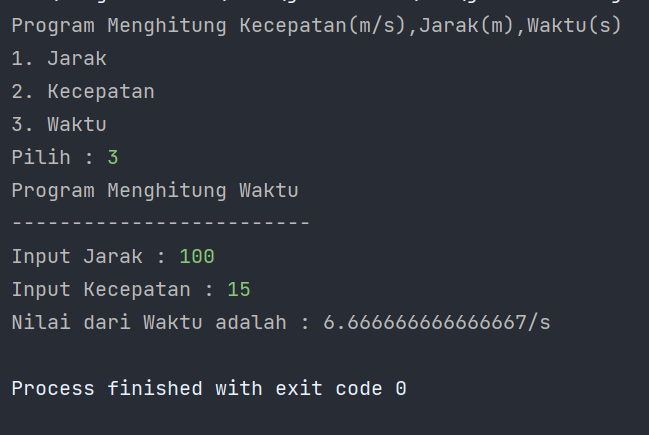 Program Menghitung Kecepatan(m/s),Jarak(m),Waktu(s)
1. Jarak
2. Kecepatan
3. Waktu
Pilih : 3
Program Menghitung Waktu
-------------------------
Input Jarak : 100
Input Kecepatan : 15
Nilai dari Waktu adalah : 6.666666666666667/s
Process finished with exit code 0